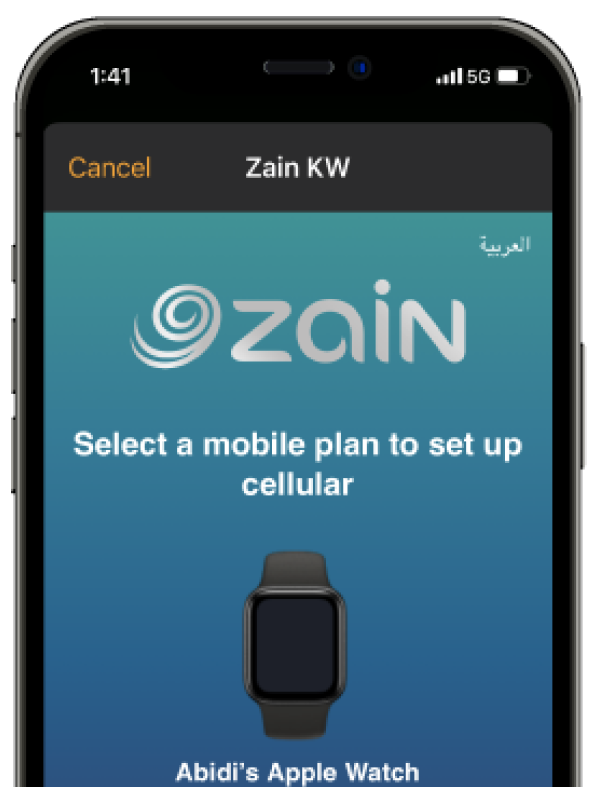 1:41
5G
Cancel
Zain KW
العربية
zain
Select a mobile plan to set up
cellular
Abidi's Apple Watch